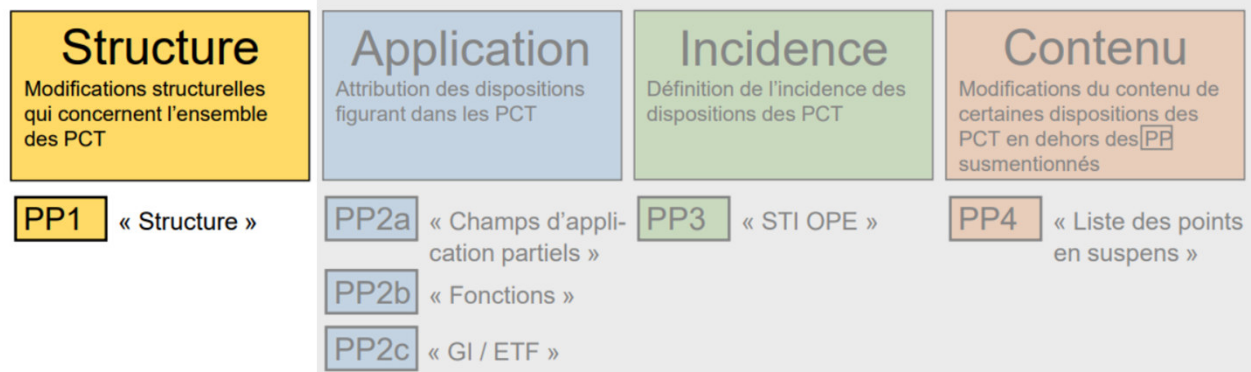 Structure
Modifications structurelles
qui concernent l'ensemble
des PCT
PP1 « Structure »
Application
Attribution des dispositions
figurant dans les PCT
PP2a « Champs d'appli-
cation partiels »
PP2b « Fonctions »
PP2c « GI / ETF »
Incidence
Définition de l'incidence des
dispositions des PCT
PP3 « STI OPE »
Contenu
Modifications du contenu de
certaines dispositions des
PCT en dehors des PP
susmentionnés
PP4 « Liste des points
en suspens »